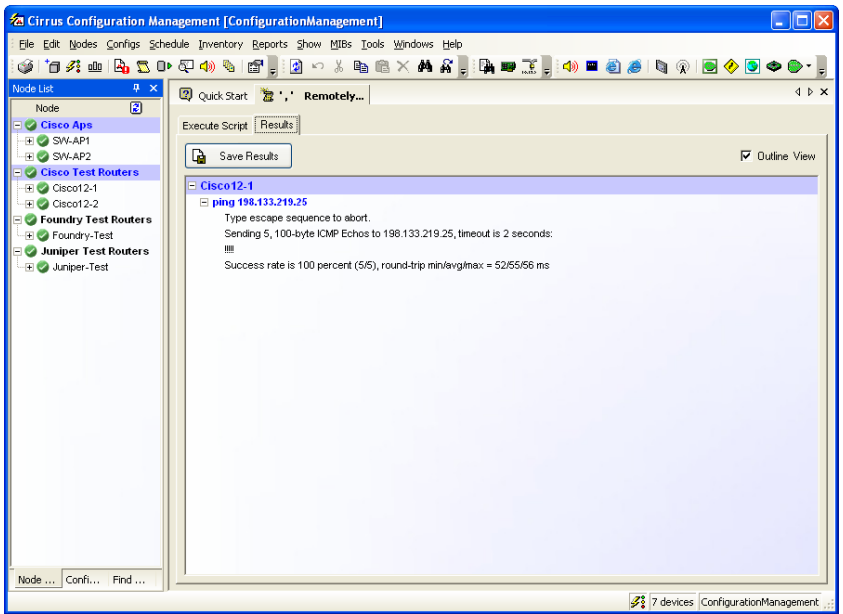 Cirrus Configuration Management [ConfigurationManagement]
File Edit Nodes Configs Schedule Inventory Reports Show MIBs Tools Windows Help
Node List
Node
Cisco Aps
SW-AP1
SW-AP2
Cisco Test Routers
Cisco12-1
Cisco12-2
Foundry Test Routers
Foundry-Test
Juniper Test Routers
Juniper-Test
Node ... Confi... Find ...
Quick Start ' , ' Remotely...
Execute Script Results
Save Results Outline View
Cisco12-1
ping 198.133.219.25
Type escape sequence to abort.
Sending 5, 100-byte ICMP Echos to 198.133.219.25, timeout is 2 seconds:
!!!!!
Success rate is 100 percent (5/5), round-trip min/avg/max = 52/55/56 ms
7 devices ConfigurationManagement